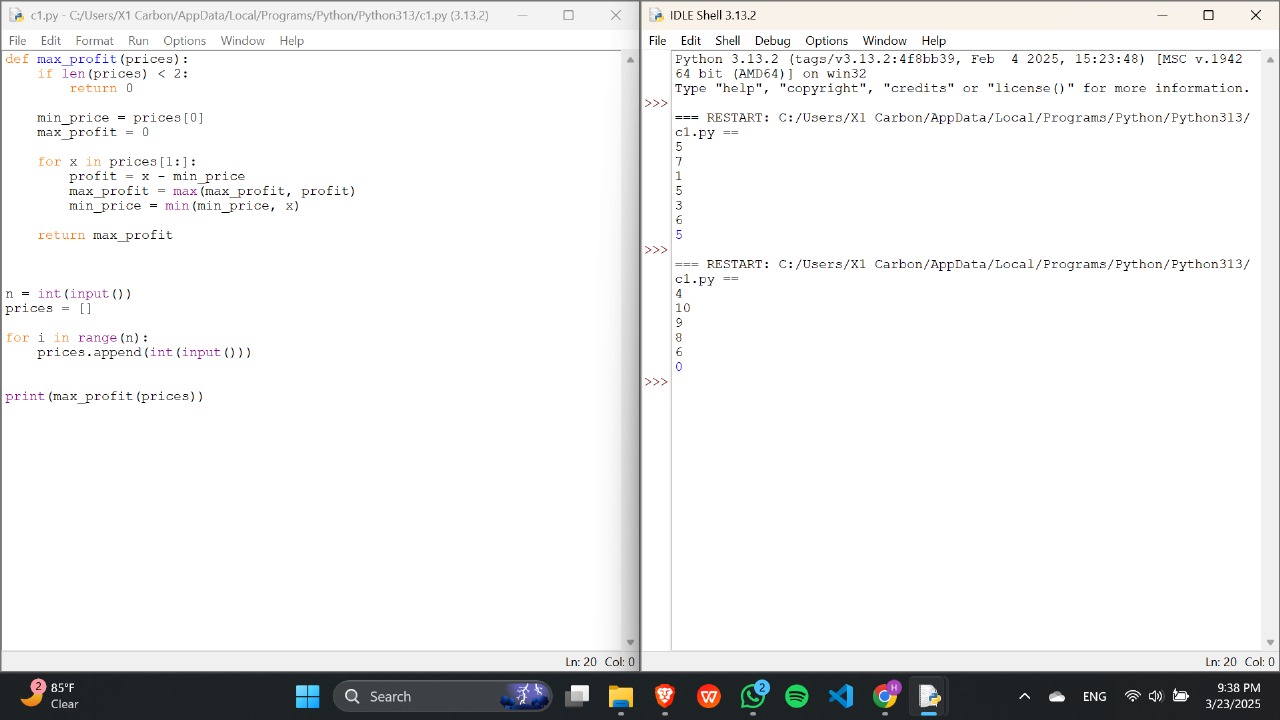 c1.py - C:/Users/X1 Carbon/AppData/Local/Programs/Python/Python313/c1.py (3.13.2)
File Edit Format Run Options Window Help
def max_profit(prices):
    if len(prices) < 2:
        return 0

    min_price = prices[0]
    max_profit = 0

    for x in prices[1:]:
        profit = x - min_price
        max_profit = max(max_profit, profit)
        min_price = min(min_price, x)

    return max_profit

n = int(input())
prices = []

for i in range(n):
    prices.append(int(input()))

print(max_profit(prices))
Ln: 20 Col: 0
IDLE Shell 3.13.2
File Edit Shell Debug Options Window Help
Python 3.13.2 (tags/v3.13.2:4f8bb39, Feb  4 2025, 15:23:48) [MSC v.1942
64 bit (AMD64)] on win32
Type "help", "copyright", "credits" or "license()" for more information.
>>>
=== RESTART: C:/Users/X1 Carbon/AppData/Local/Programs/Python/Python313/
c1.py ==
5
7
1
5
3
6
5
>>>
=== RESTART: C:/Users/X1 Carbon/AppData/Local/Programs/Python/Python313/
c1.py ==
4
10
9
8
6
0
>>>
Ln: 20 Col: 0
2
85°F
Clear
Search
2
H
ENG
9:38 PM
3/23/2025